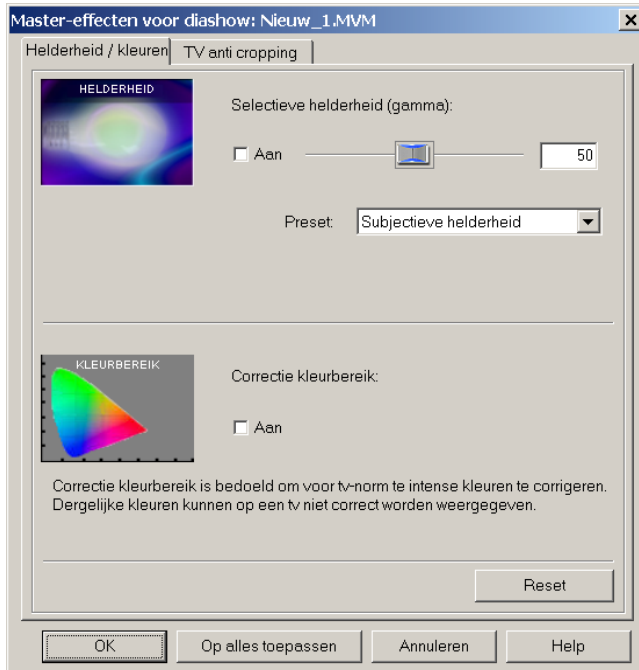 Master-effecten voor diashow: Nieuw_1.MVM
Helderheid / kleuren
TV anti cropping
HELDERHEID
Selectieve helderheid (gamma):
Aan
50
Preset:
Subjectieve helderheid
KLEURBEREIK
Correctie kleurbereik:
Aan
Correctie kleurbereik is bedoeld om voor tv-norm te intense kleuren te corrigeren.
Dergelijke kleuren kunnen op een tv niet correct worden weergegeven.
Reset
OK
Op alles toepassen
Annuleren
Help